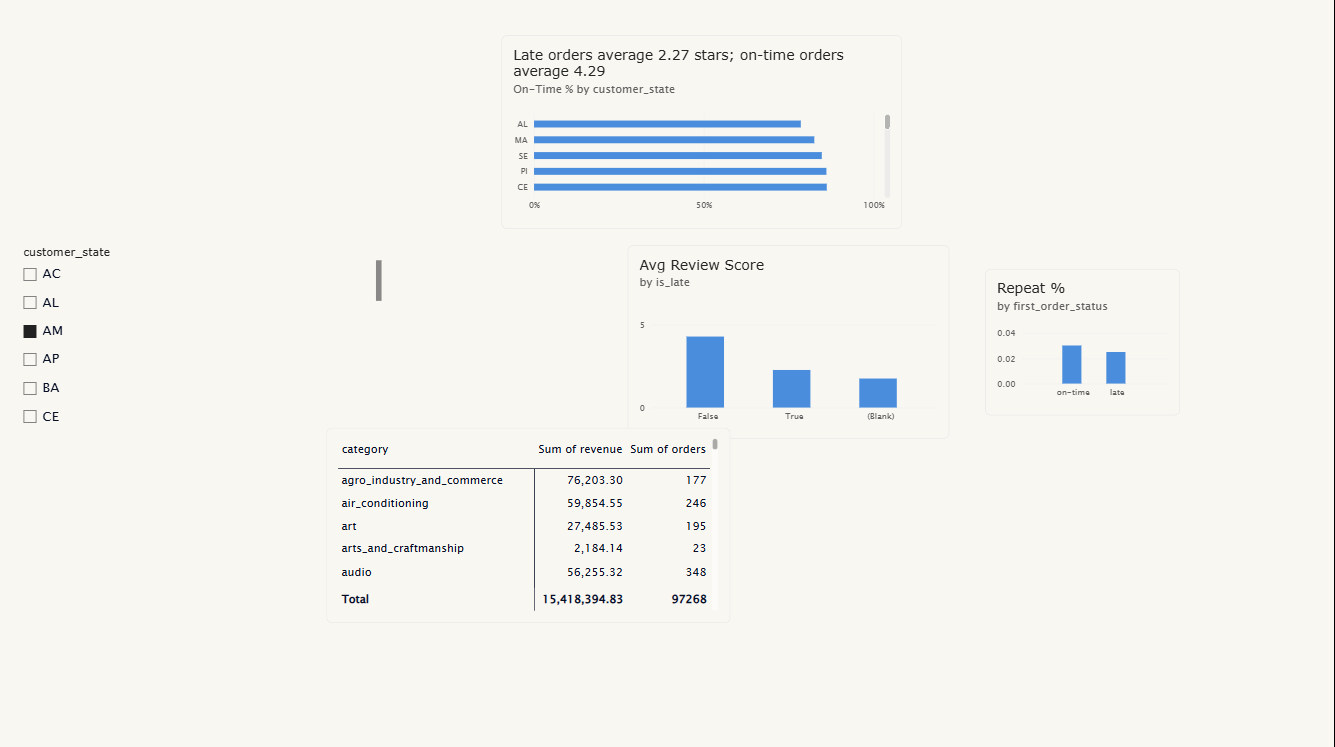 Late orders average 2.27 stars; on-time orders
average 4.29
On-Time % by customer_state
AL
MA
SE
PI
CE
0% 50% 100%
customer_state
AC
AL
AM
AP
BA
CE
Avg Review Score
by is_late
5
0
False True (Blank)
Repeat %
by first_order_status
0.04
0.02
0.00
on-time late
category Sum of revenue Sum of orders
agro_industry_and_commerce 76,203.30 177
air_conditioning 59,854.55 246
art 27,485.53 195
arts_and_craftmanship 2,184.14 23
audio 56,255.32 348
Total 15,418,394.83 97268